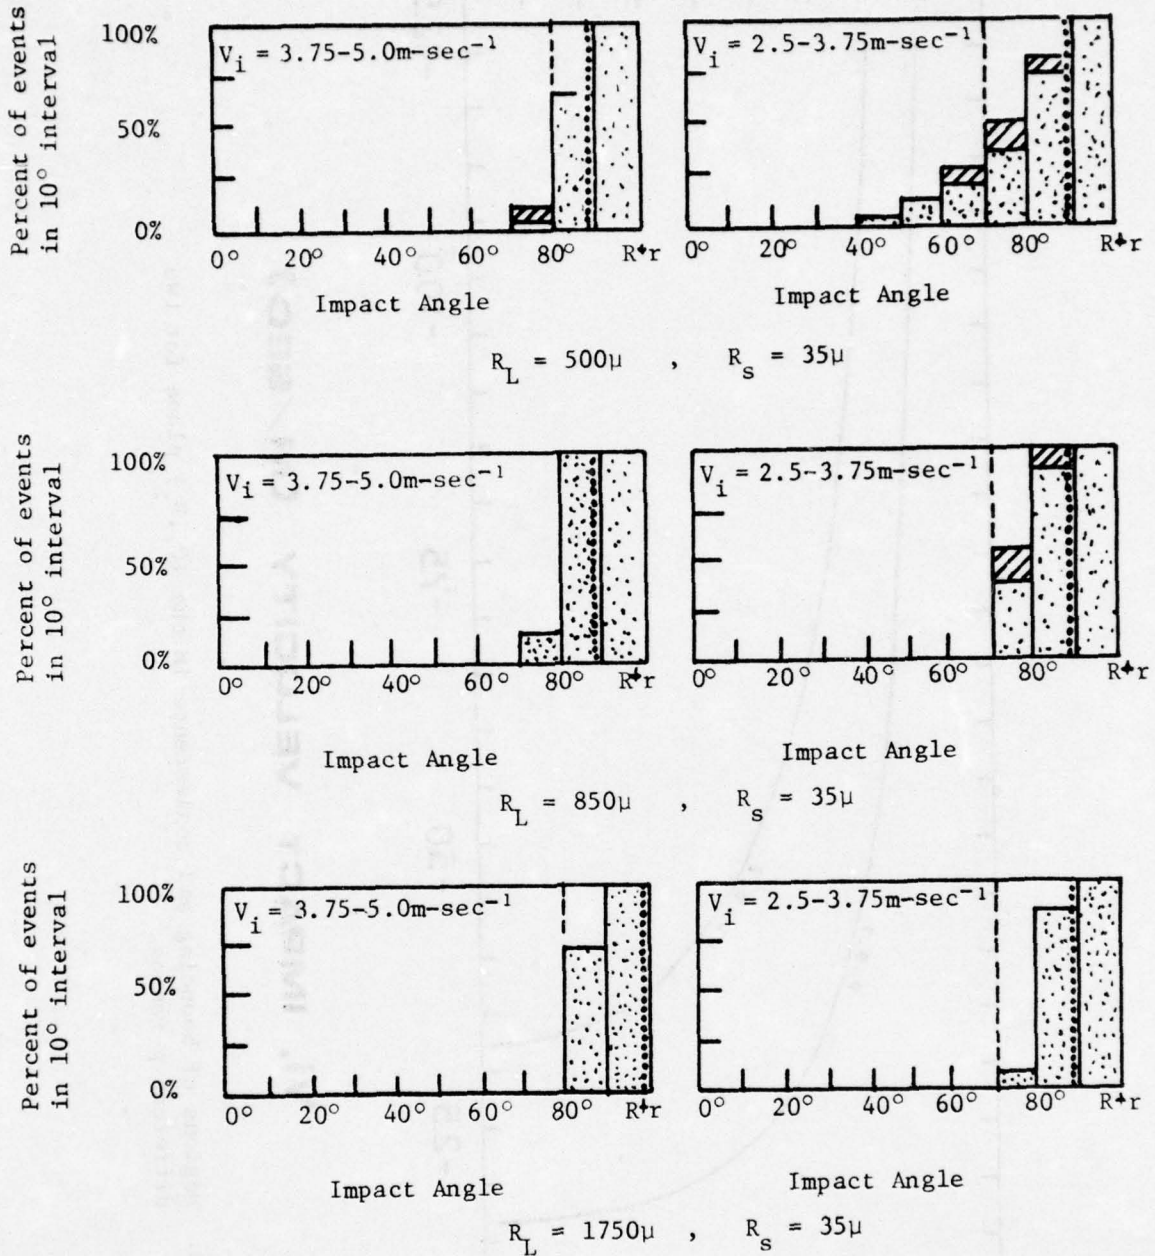 Percent of events
in 10° interval
100%
50%
0%
V_i = 3.75-5.0m-sec⁻¹
0° 20° 40° 60° 80° R+r
Impact Angle
V_i = 2.5-3.75m-sec⁻¹
0° 20° 40° 60° 80° R+r
Impact Angle
R_L = 500μ , R_s = 35μ
Percent of events
in 10° interval
100%
50%
0%
V_i = 3.75-5.0m-sec⁻¹
0° 20° 40° 60° 80° R+r
Impact Angle
V_i = 2.5-3.75m-sec⁻¹
0° 20° 40° 60° 80° R+r
Impact Angle
R_L = 850μ , R_s = 35μ
Percent of events
in 10° interval
100%
50%
0%
V_i = 3.75-5.0m-sec⁻¹
0° 20° 40° 60° 80° R+r
Impact Angle
V_i = 2.5-3.75m-sec⁻¹
0° 20° 40° 60° 80° R+r
Impact Angle
R_L = 1750μ , R_s = 35μ